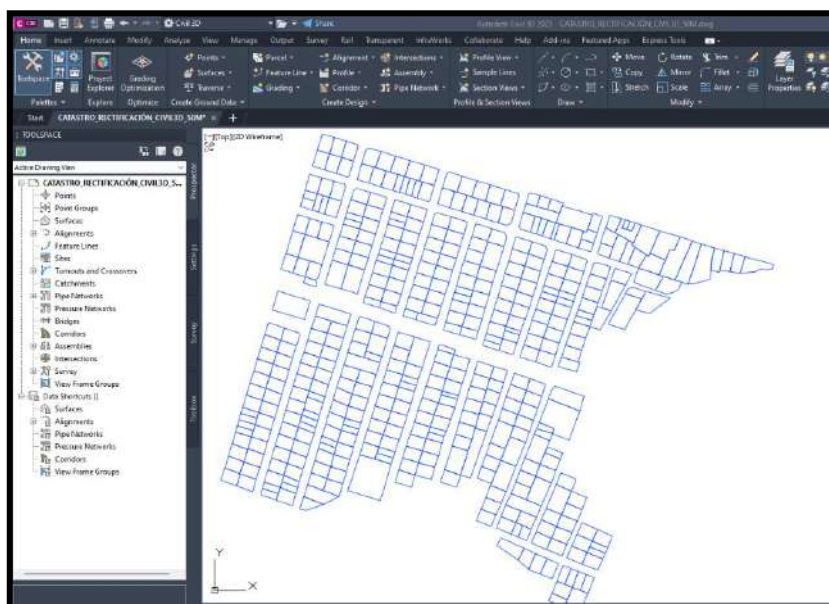 Civil 3D Share Autodesk Civil 3D 2023 CATASTRO_RECTIFICACIÓN_CIVIL3D_SIM.dwg
Home Insert Annotate Modify Analyze View Manage Output Survey Rail Transparent InfraWorks Collaborate Help Add-ins Featured Apps Express Tools
Toolspace
Palettes
Project Explorer
Explore
Grading Optimization
Optimize
Points
Surfaces
Traverse
Create Ground Data
Parcel
Feature Line
Grading
Alignment
Profile
Corridor
Intersections
Assembly
Pipe Network
Create Design
Profile View
Sample Lines
Section Views
Profile & Section Views
Draw
Move Rotate Trim
Copy Mirror Fillet
Stretch Scale Array
Modify
Layer Properties
Start CATASTRO_RECTIFICACIÓN_CIVIL3D_SIM*
TOOLSPACE
Active Drawing View
CATASTRO_RECTIFICACIÓN_CIVIL3D_S...
Points
Point Groups
Surfaces
Alignments
Feature Lines
Sites
Turnouts and Crossovers
Catchments
Pipe Networks
Pressure Networks
Bridges
Corridors
Assemblies
Intersections
Survey
View Frame Groups
Data Shortcuts []
Surfaces
Alignments
Pipe Networks
Pressure Networks
Corridors
View Frame Groups
Prospector
Settings
Survey
Toolbox
[-][Top][2D Wireframe]
Y
X